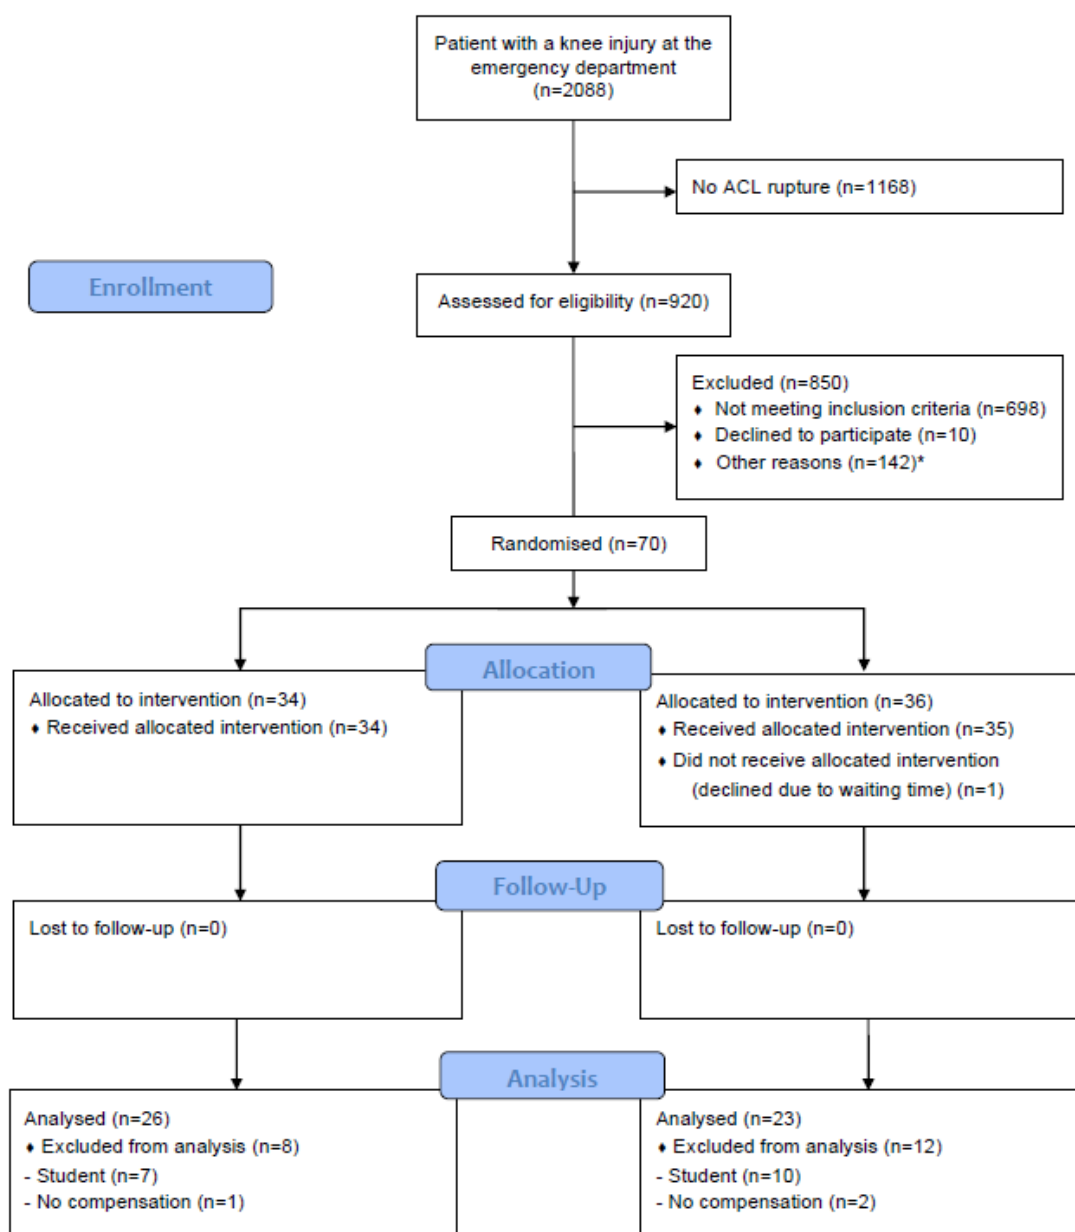 Patient with a knee injury at the
emergency department
(n=2088)
No ACL rupture (n=1168)
Enrollment
Assessed for eligibility (n=920)
Excluded (n=850)
♦ Not meeting inclusion criteria (n=698)
♦ Declined to participate (n=10)
♦ Other reasons (n=142)*
Randomised (n=70)
Allocation
Allocated to intervention (n=34)
♦ Received allocated intervention (n=34)
Allocated to intervention (n=36)
♦ Received allocated intervention (n=35)
♦ Did not receive allocated intervention
(declined due to waiting time) (n=1)
Follow-Up
Lost to follow-up (n=0)
Lost to follow-up (n=0)
Analysis
Analysed (n=26)
♦ Excluded from analysis (n=8)
- Student (n=7)
- No compensation (n=1)
Analysed (n=23)
♦ Excluded from analysis (n=12)
- Student (n=10)
- No compensation (n=2)